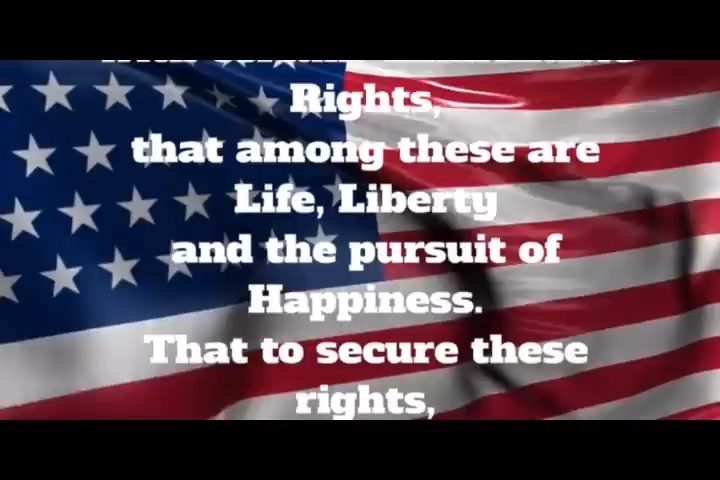 Rights,
that among these are
Life, Liberty
and the pursuit of
Happiness.
That to secure these
rights,